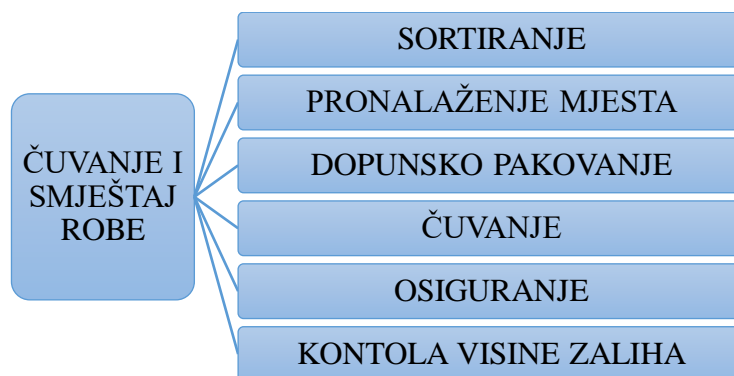 ČUVANJE I
SMJEŠTAJ
ROBE
SORTIRANJE
PRONALAŽENJE MJESTA
DOPUNSKO PAKOVANJE
ČUVANJE
OSIGURANJE
KONTOLA VISINE ZALIHA